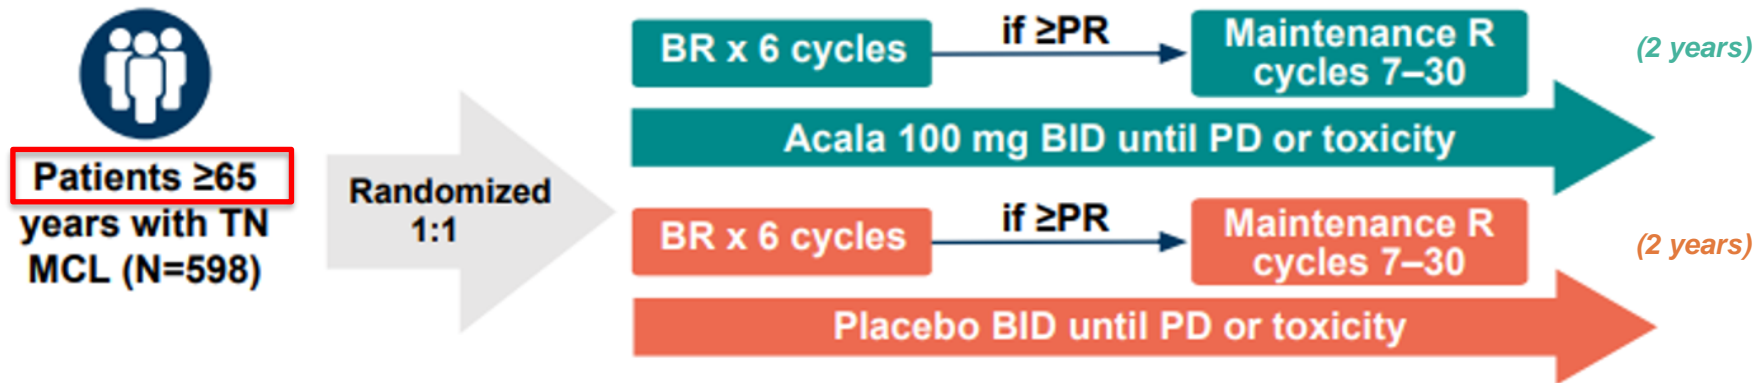 Patients ≥65
years with TN
MCL (N=598)
Randomized
1:1
BR x 6 cycles
if ≥PR
Maintenance R
cycles 7–30
(2 years)
Acala 100 mg BID until PD or toxicity
BR x 6 cycles
if ≥PR
Maintenance R
cycles 7–30
(2 years)
Placebo BID until PD or toxicity